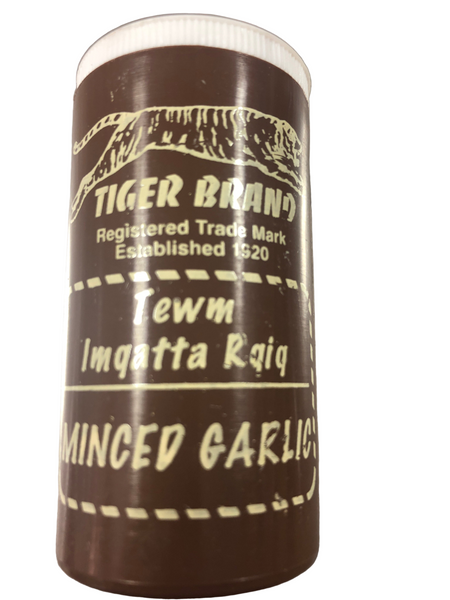 TIGER BRAND
Registered Trade Mark
Established 1920
Tewm
Imqatta Rqiq
MINCED GARLIC